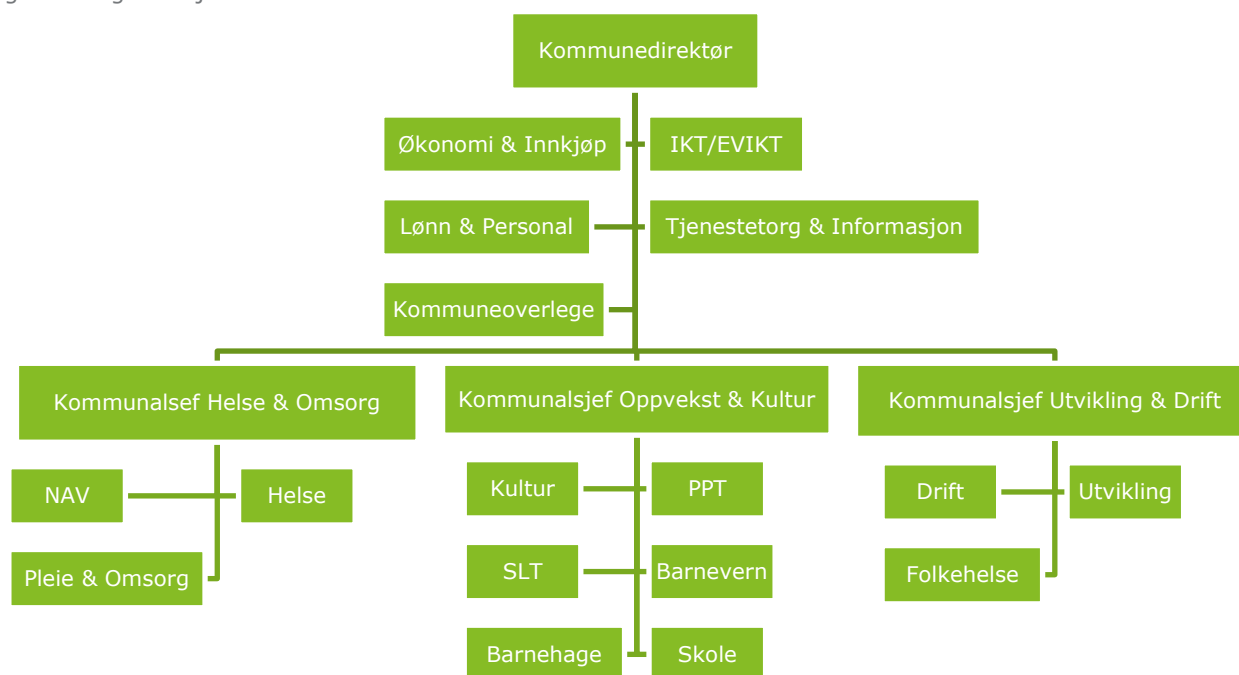 Kommunedirektør
Økonomi & Innkjøp
IKT/EVIKT
Lønn & Personal
Tjenestetorg & Informasjon
Kommuneoverlege
Kommunalsef Helse & Omsorg
Kommunalsjef Oppvekst & Kultur
Kommunalsjef Utvikling & Drift
NAV
Helse
Pleie & Omsorg
Kultur
PPT
SLT
Barnevern
Barnehage
Skole
Drift
Utvikling
Folkehelse